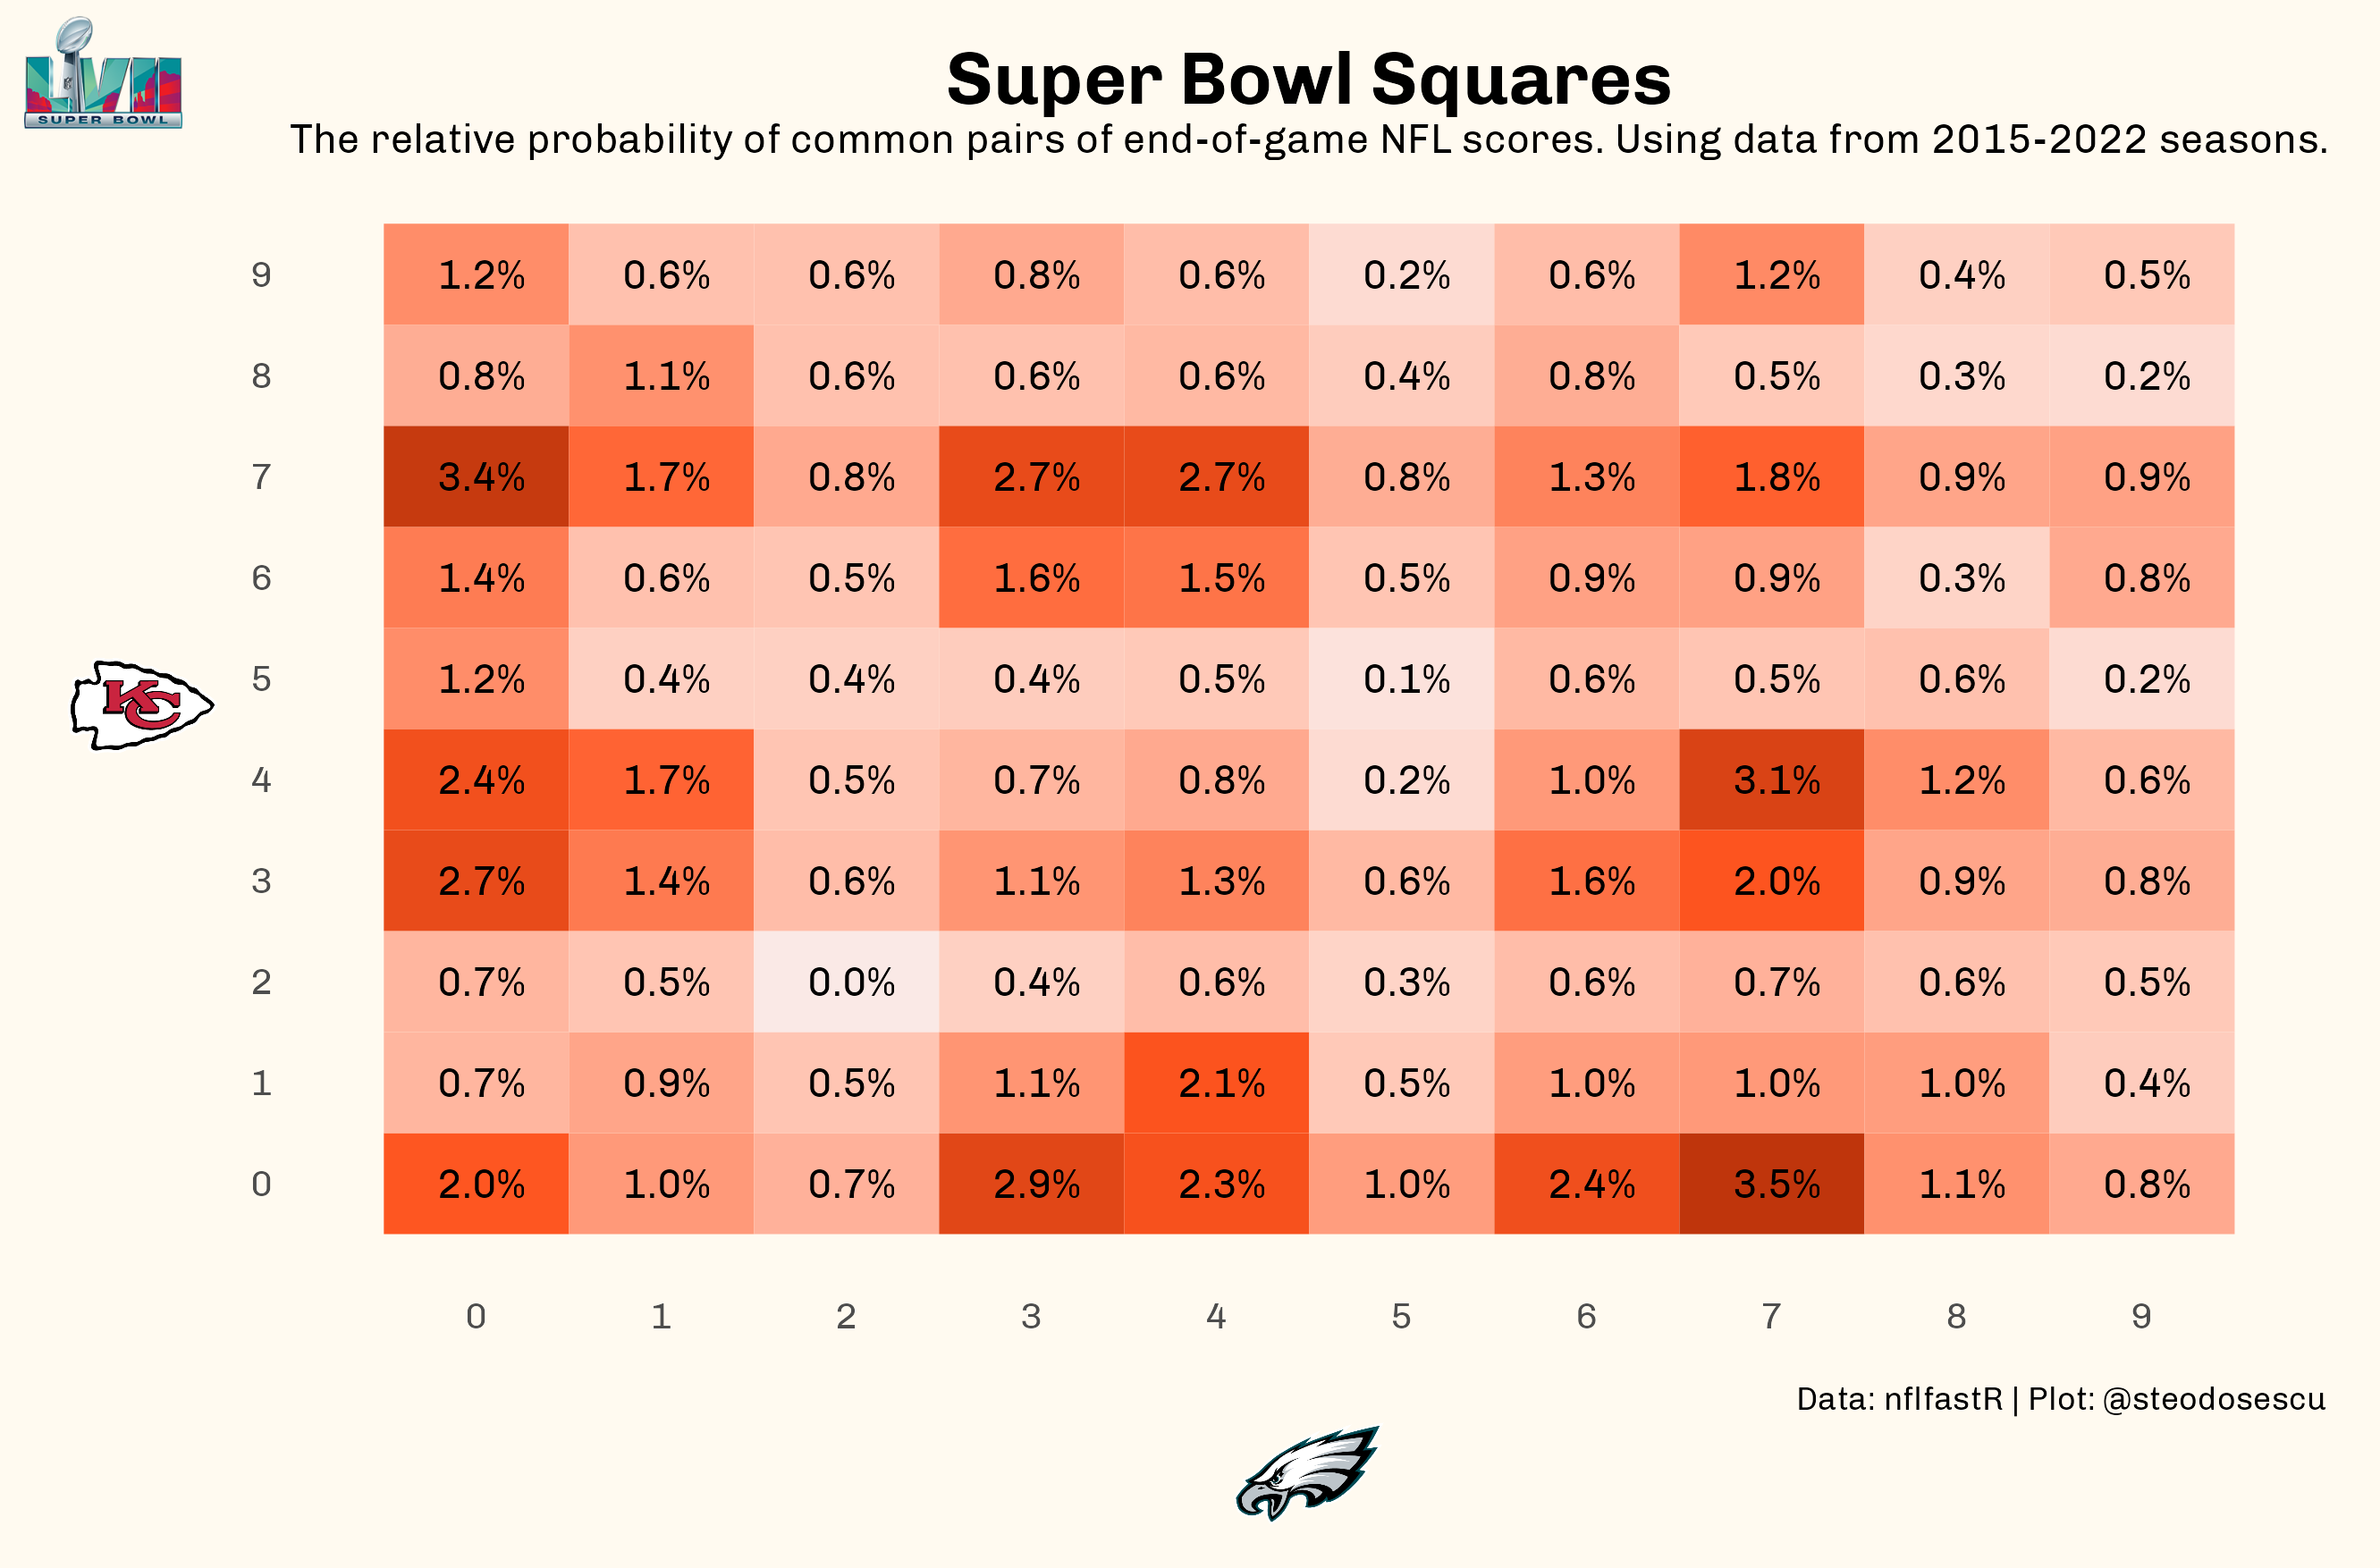 LVII
SUPER BOWL
Super Bowl Squares
The relative probability of common pairs of end-of-game NFL scores. Using data from 2015-2022 seasons.
9 1.2% 0.6% 0.6% 0.8% 0.6% 0.2% 0.6% 1.2% 0.4% 0.5%
8 0.8% 1.1% 0.6% 0.6% 0.6% 0.4% 0.8% 0.5% 0.3% 0.2%
7 3.4% 1.7% 0.8% 2.7% 2.7% 0.8% 1.3% 1.8% 0.9% 0.9%
6 1.4% 0.6% 0.5% 1.6% 1.5% 0.5% 0.9% 0.9% 0.3% 0.8%
KC
5 1.2% 0.4% 0.4% 0.4% 0.5% 0.1% 0.6% 0.5% 0.6% 0.2%
4 2.4% 1.7% 0.5% 0.7% 0.8% 0.2% 1.0% 3.1% 1.2% 0.6%
3 2.7% 1.4% 0.6% 1.1% 1.3% 0.6% 1.6% 2.0% 0.9% 0.8%
2 0.7% 0.5% 0.0% 0.4% 0.6% 0.3% 0.6% 0.7% 0.6% 0.5%
1 0.7% 0.9% 0.5% 1.1% 2.1% 0.5% 1.0% 1.0% 1.0% 0.4%
0 2.0% 1.0% 0.7% 2.9% 2.3% 1.0% 2.4% 3.5% 1.1% 0.8%
0 1 2 3 4 5 6 7 8 9
Data: nflfastR | Plot: @steodosescu